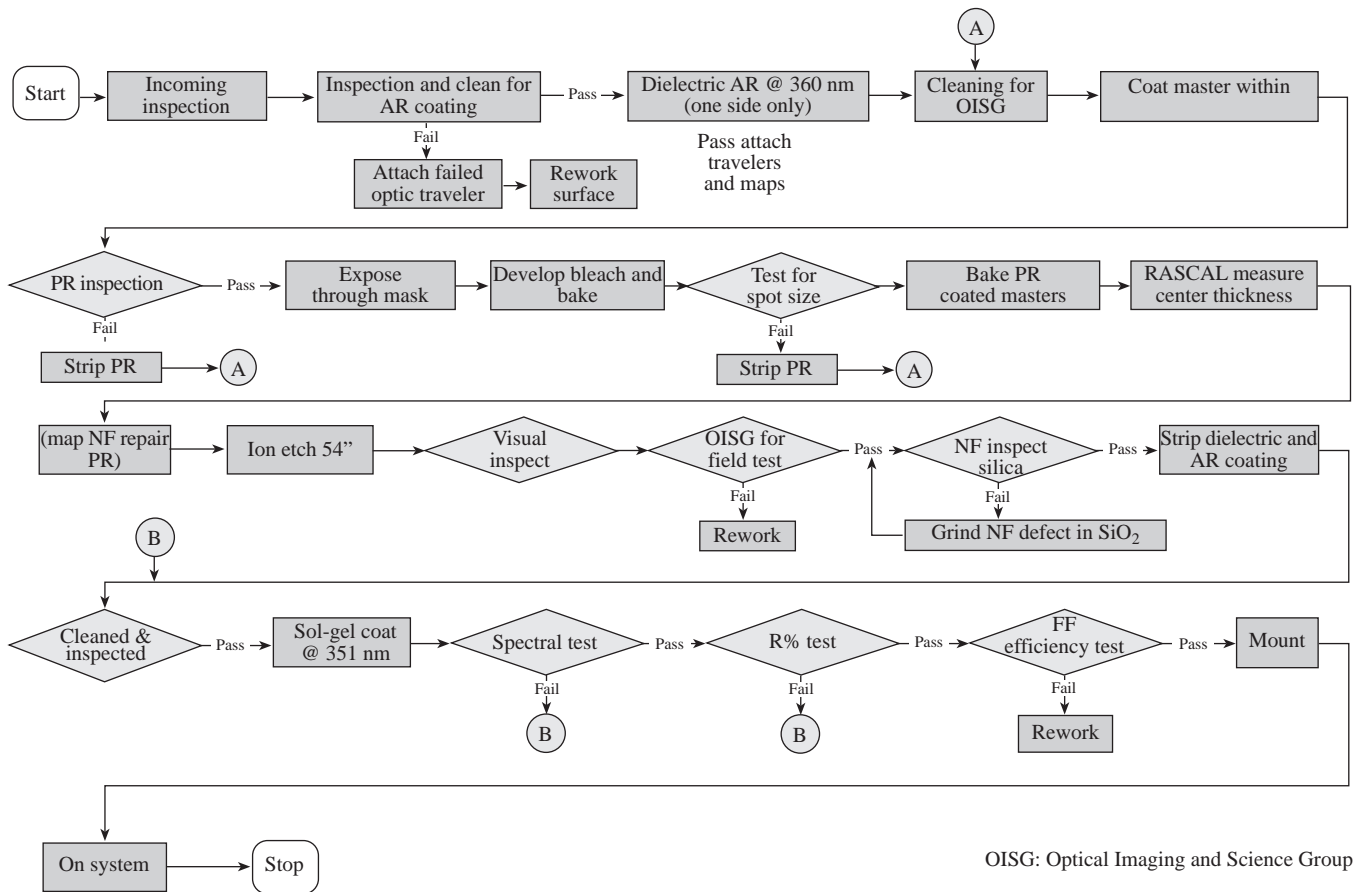 A
Start
Incoming
inspection
Inspection and clean for
AR coating
Pass
Dielectric AR @ 360 nm
(one side only)
Cleaning for
OISG
Coat master within
Fail
Pass attach
travelers
and maps
Attach failed
optic traveler
Rework
surface
PR inspection
Pass
Expose
through mask
Develop bleach and
bake
Test for
spot size
Bake PR
coated masters
RASCAL measure
center thickness
Fail
Fail
Strip PR
A
Strip PR
A
(map NF repair
PR)
Ion etch 54”
Visual
inspect
OISG for
field test
Pass
NF inspect
silica
Pass
Strip dielectric and
AR coating
Fail
Fail
Rework
Grind NF defect in SiO2
B
Cleaned &
inspected
Pass
Sol-gel coat
@ 351 nm
Spectral test
Pass
R% test
Pass
FF
efficiency test
Pass
Mount
Fail
Fail
Fail
B
B
Rework
On system
Stop
OISG: Optical Imaging and Science Group